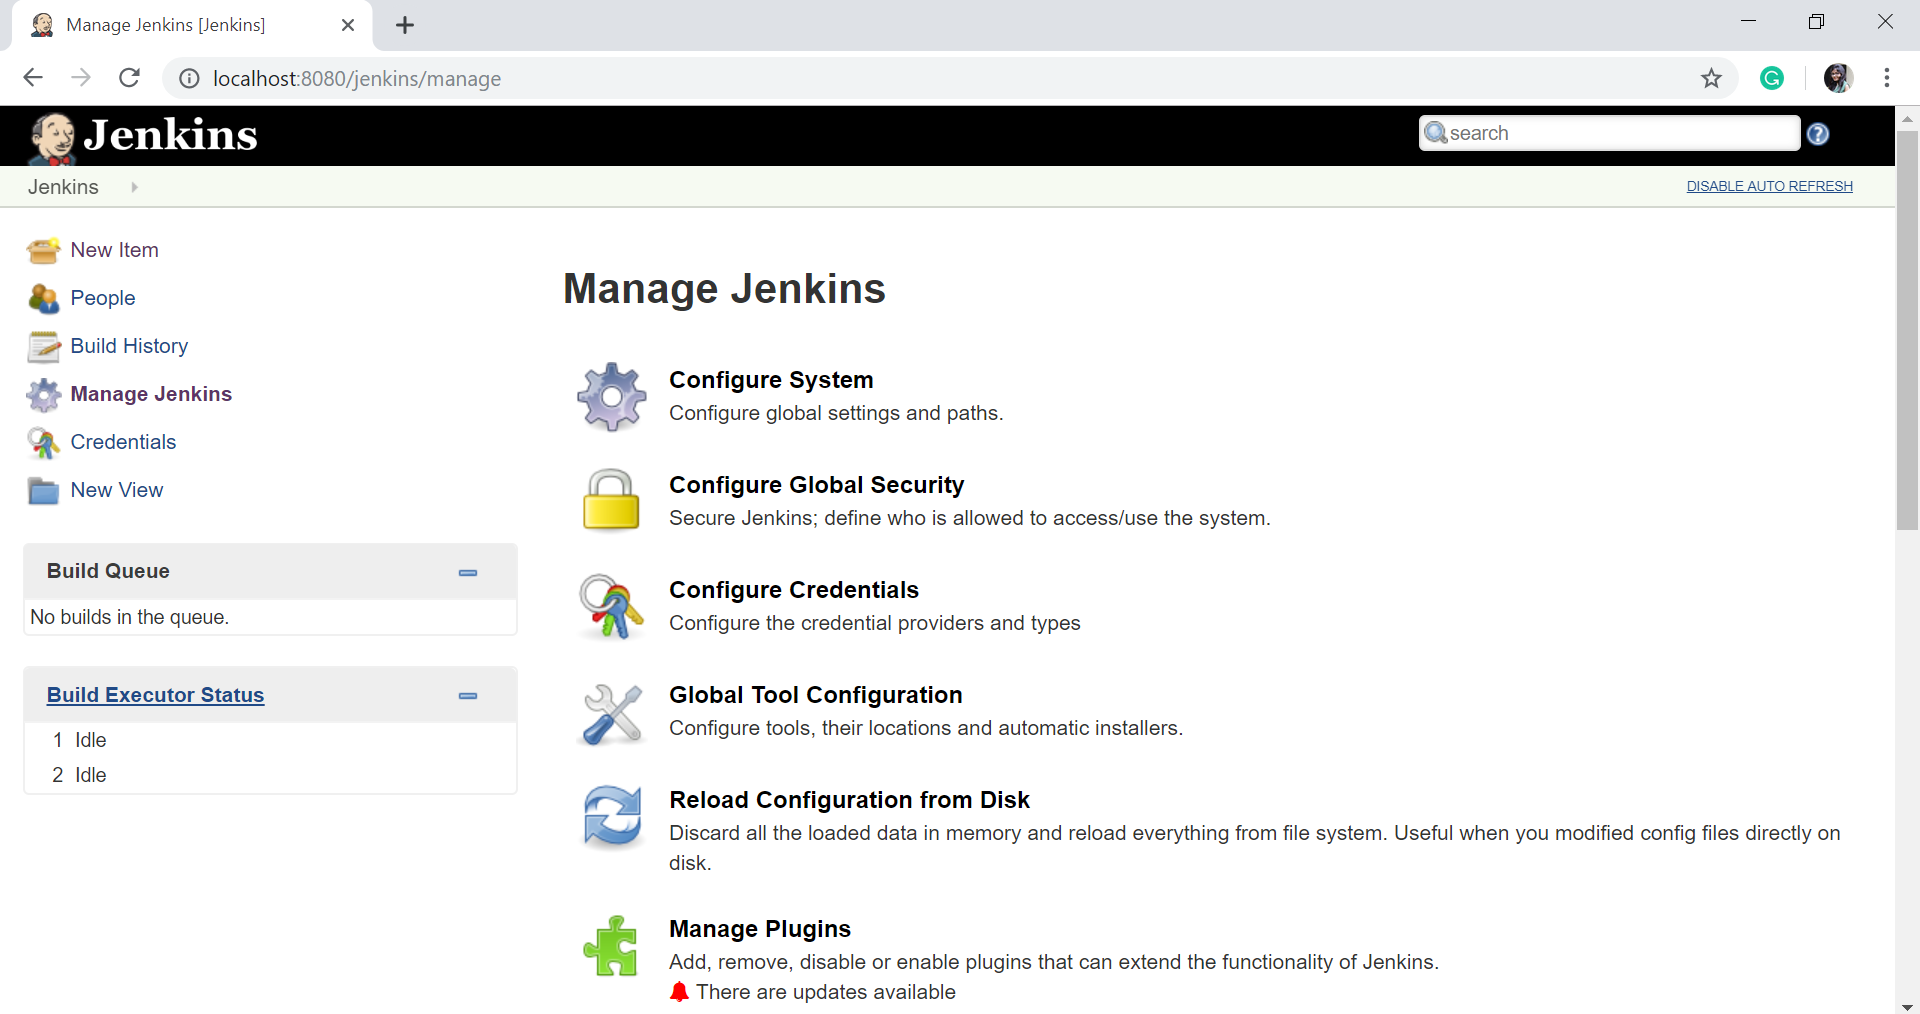 Manage Jenkins [Jenkins]
localhost:8080/jenkins/manage
Jenkins
search
Jenkins
DISABLE AUTO REFRESH
New Item
People
Build History
Manage Jenkins
Credentials
New View
Build Queue
No builds in the queue.
Build Executor Status
1 Idle
2 Idle
Manage Jenkins
Configure System
Configure global settings and paths.
Configure Global Security
Secure Jenkins; define who is allowed to access/use the system.
Configure Credentials
Configure the credential providers and types
Global Tool Configuration
Configure tools, their locations and automatic installers.
Reload Configuration from Disk
Discard all the loaded data in memory and reload everything from file system. Useful when you modified config files directly on
disk.
Manage Plugins
Add, remove, disable or enable plugins that can extend the functionality of Jenkins.
There are updates available